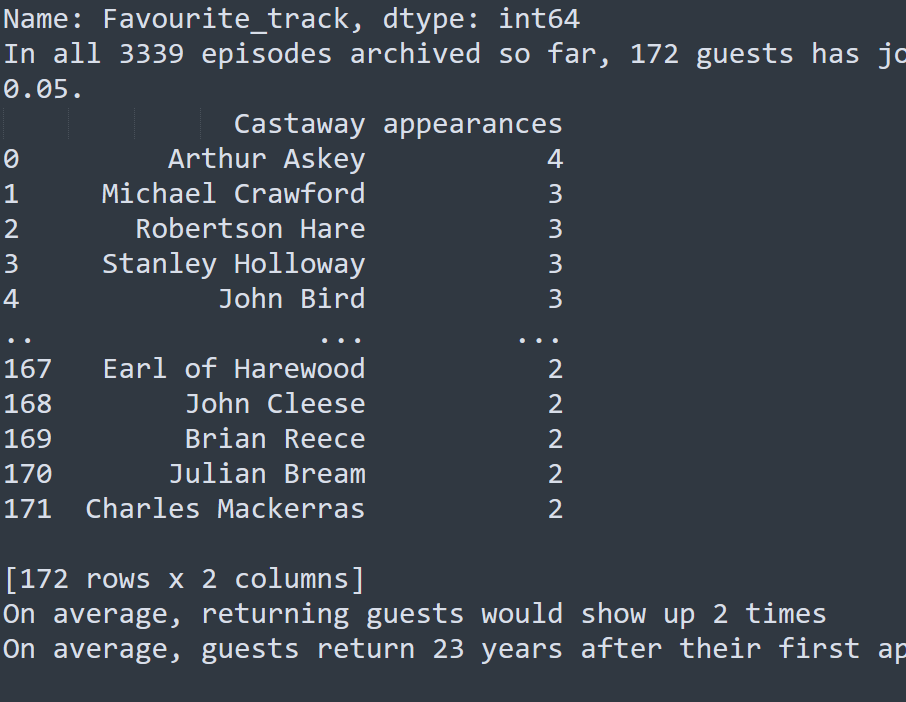 Name: Favourite_track, dtype: int64
In all 3339 episodes archived so far, 172 guests has jo
0.05.
Castaway appearances
0 Arthur Askey 4
1 Michael Crawford 3
2 Robertson Hare 3
3 Stanley Holloway 3
4 John Bird 3
.. ... ...
167 Earl of Harewood 2
168 John Cleese 2
169 Brian Reece 2
170 Julian Bream 2
171 Charles Mackerras 2
[172 rows x 2 columns]
On average, returning guests would show up 2 times
On average, guests return 23 years after their first ap